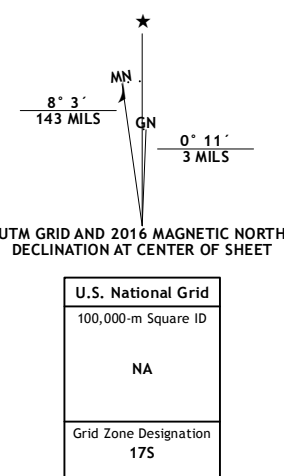 ★
MN
GN
8° 3´
143 MILS
0° 11´
3 MILS
UTM GRID AND 2016 MAGNETIC NORTH
DECLINATION AT CENTER OF SHEET
U.S. National Grid
100,000-m Square ID
NA
Grid Zone Designation
17S